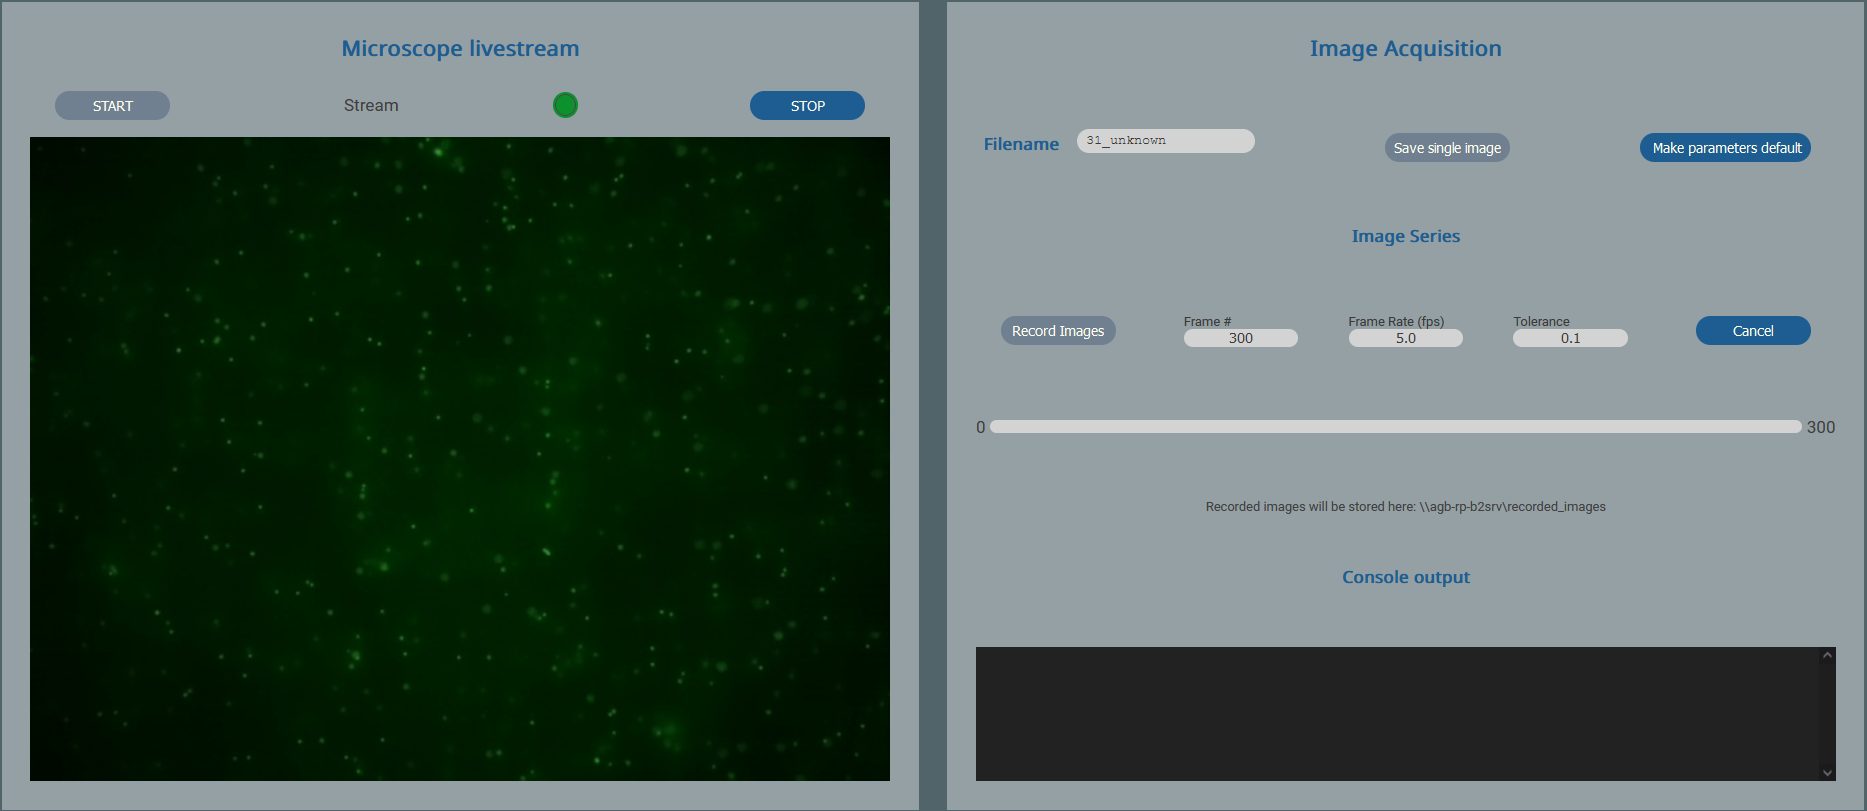 Microscope livestream
START
Stream
STOP
Image Acquisition
Filename
31_unknown
Save single image
Make parameters default
Image Series
Record Images
Frame #
300
Frame Rate (fps)
5.0
Tolerance
0.1
Cancel
0
300
Recorded images will be stored here: \\agb-rp-b2srv\recorded_images
Console output